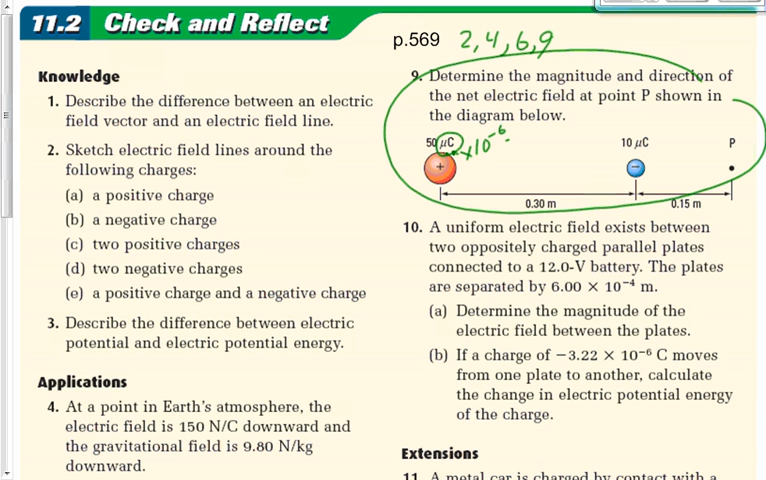 11.2 Check and Reflect
p.569 2, 4, 6, 9
Knowledge
1. Describe the difference between an electric
field vector and an electric field line.
2. Sketch electric field lines around the
following charges:
(a) a positive charge
(b) a negative charge
(c) two positive charges
(d) two negative charges
(e) a positive charge and a negative charge
3. Describe the difference between electric
potential and electric potential energy.
Applications
4. At a point in Earth's atmosphere, the
electric field is 150 N/C downward and
the gravitational field is 9.80 N/kg
downward.
9. Determine the magnitude and direction of
the net electric field at point P shown in
the diagram below.
50 μC ×10⁻⁶ 10 μC P
+ −
0.30 m 0.15 m
10. A uniform electric field exists between
two oppositely charged parallel plates
connected to a 12.0-V battery. The plates
are separated by 6.00 × 10⁻⁴ m.
(a) Determine the magnitude of the
electric field between the plates.
(b) If a charge of −3.22 × 10⁻⁶ C moves
from one plate to another, calculate
the change in electric potential energy
of the charge.
Extensions
11. A metal car is charged by contact with a